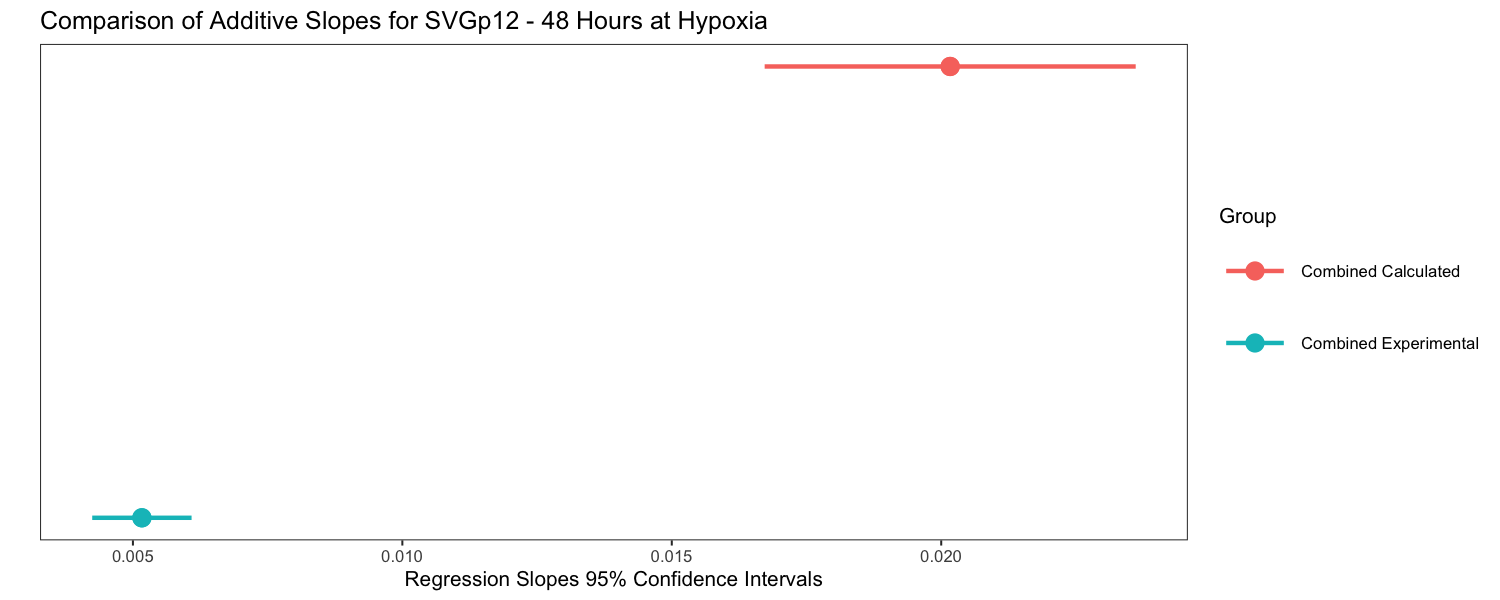 Comparison of Additive Slopes for SVGp12 - 48 Hours at Hypoxia
Group
Combined Calculated
Combined Experimental
0.005 0.010 0.015 0.020
Regression Slopes 95% Confidence Intervals